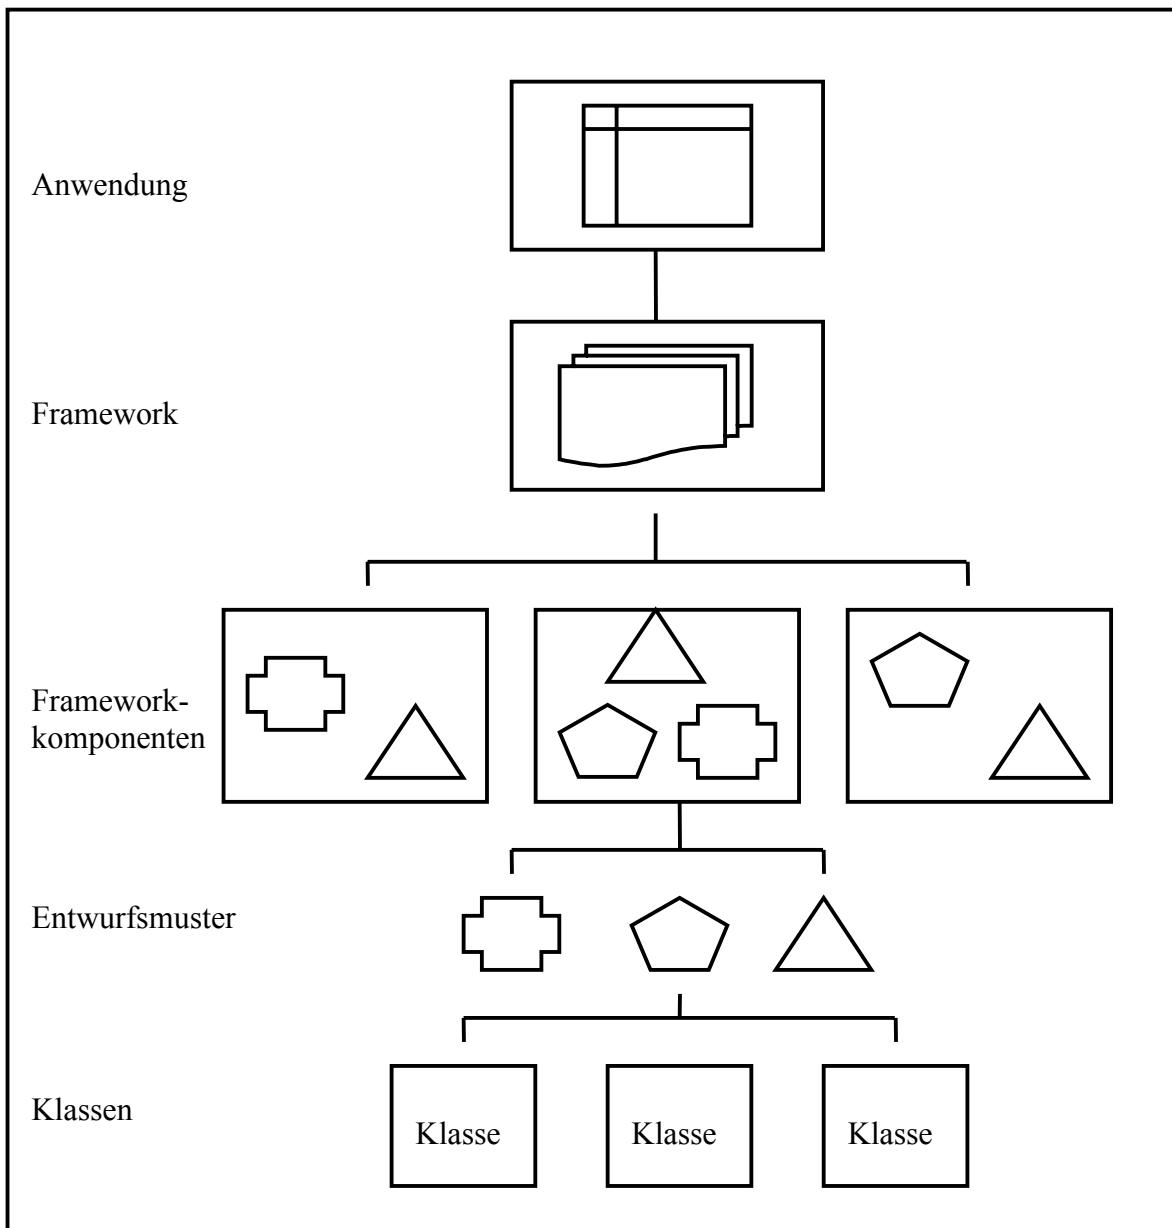 Anwendung
Framework
Framework-
komponenten
Entwurfsmuster
Klassen
Klasse
Klasse
Klasse